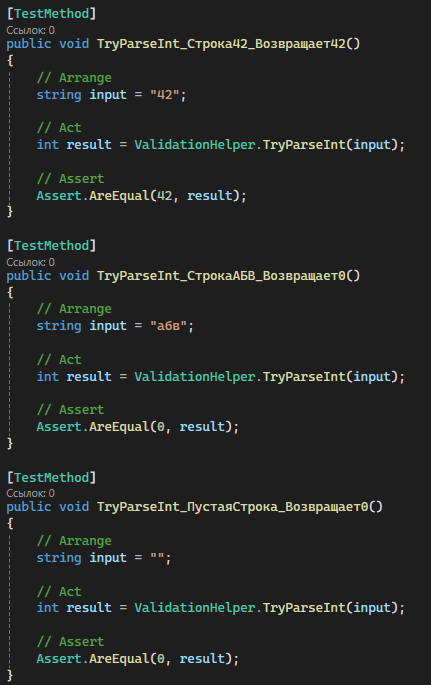 [TestMethod]
Ссылок: 0
public void TryParseInt_Строка42_Возвращает42()
{
    // Arrange
    string input = "42";

    // Act
    int result = ValidationHelper.TryParseInt(input);

    // Assert
    Assert.AreEqual(42, result);
}

[TestMethod]
Ссылок: 0
public void TryParseInt_СтрокаАБВ_Возвращает0()
{
    // Arrange
    string input = "абв";

    // Act
    int result = ValidationHelper.TryParseInt(input);

    // Assert
    Assert.AreEqual(0, result);
}

[TestMethod]
Ссылок: 0
public void TryParseInt_ПустаяСтрока_Возвращает0()
{
    // Arrange
    string input = "";

    // Act
    int result = ValidationHelper.TryParseInt(input);

    // Assert
    Assert.AreEqual(0, result);
}